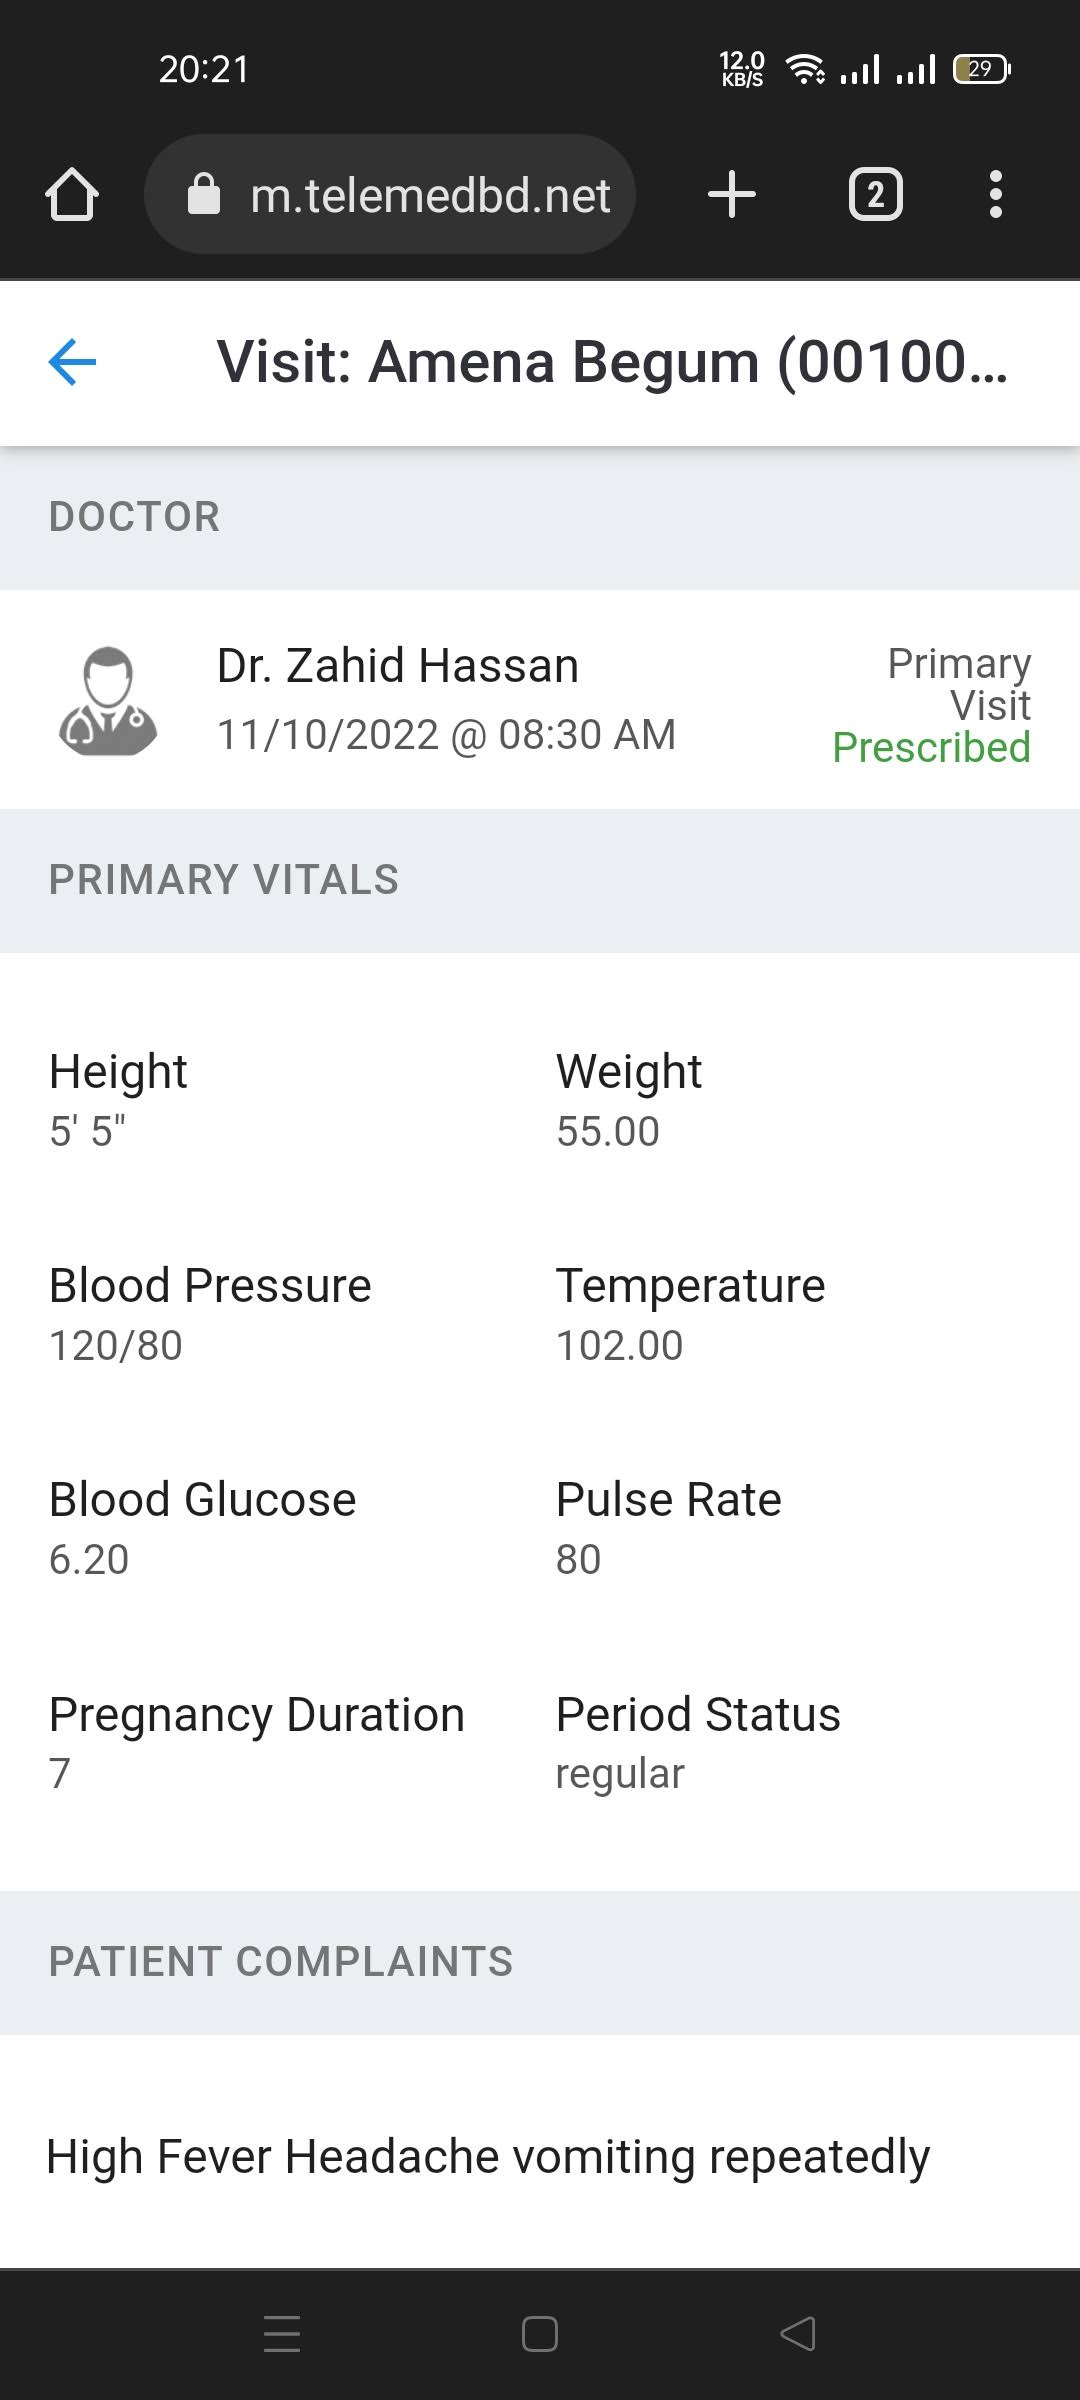 20:21
12.0
KB/S
29
m.telemedbd.net
2
Visit: Amena Begum (00100...
DOCTOR
Dr. Zahid Hassan
11/10/2022 @ 08:30 AM
Primary
Visit
Prescribed
PRIMARY VITALS
Height
5' 5"
Weight
55.00
Blood Pressure
120/80
Temperature
102.00
Blood Glucose
6.20
Pulse Rate
80
Pregnancy Duration
7
Period Status
regular
PATIENT COMPLAINTS
High Fever Headache vomiting repeatedly